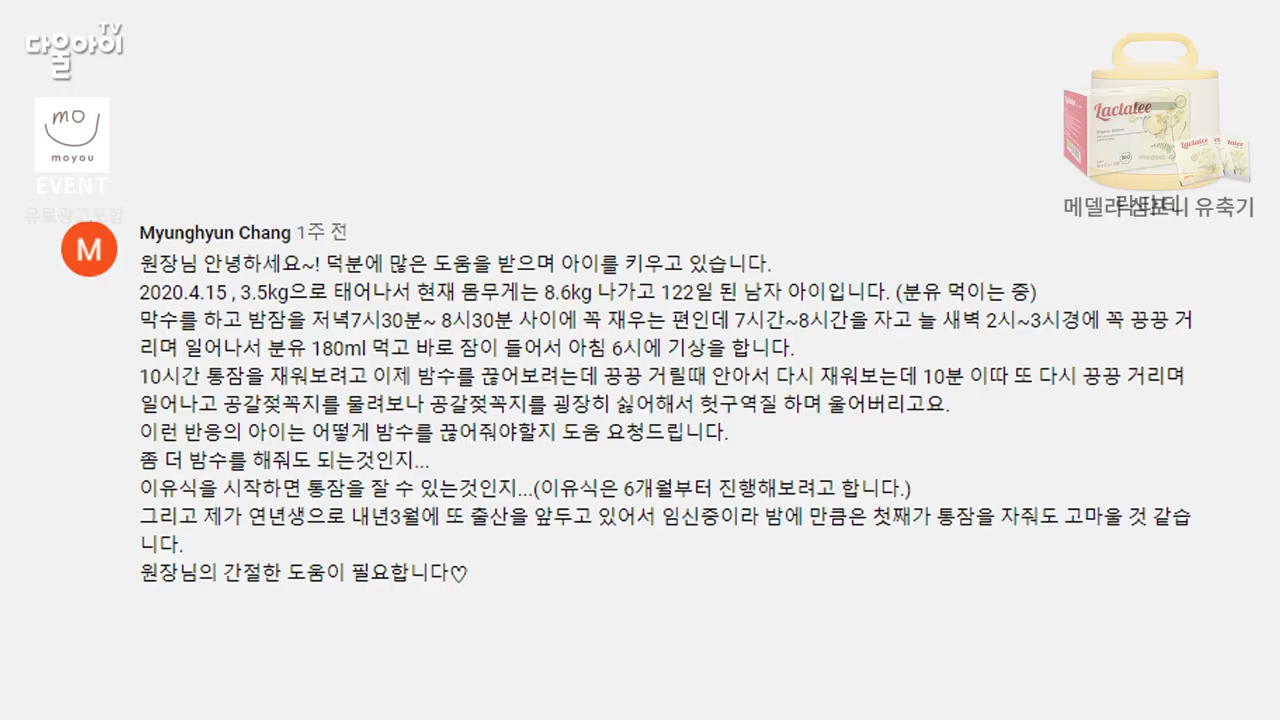 다울아이 TV
mo
moyou
EVENT
유료광고포함
Lactatee
메델라 심포니 유축기
Myunghyun Chang 1주 전
M
원장님 안녕하세요~! 덕분에 많은 도움을 받으며 아이를 키우고 있습니다.
2020.4.15 , 3.5kg으로 태어나서 현재 몸무게는 8.6kg 나가고 122일 된 남자 아이입니다. (분유 먹이는 중)
막수를 하고 밤잠을 저녁7시30분~ 8시30분 사이에 꼭 재우는 편인데 7시간~8시간을 자고 늘 새벽 2시~3시경에 꼭 끙끙 거
리며 일어나서 분유 180ml 먹고 바로 잠이 들어서 아침 6시에 기상을 합니다.
10시간 통잠을 재워보려고 이제 밤수를 끊어보려는데 끙끙 거릴때 안아서 다시 재워보는데 10분 이따 또 다시 끙끙 거리며
일어나고 공갈젖꼭지를 물려보나 공갈젖꼭지를 굉장히 싫어해서 헛구역질 하며 울어버리고요.
이런 반응의 아이는 어떻게 밤수를 끊어줘야할지 도움 요청드립니다.
좀 더 밤수를 해줘도 되는것인지...
이유식을 시작하면 통잠을 잘 수 있는것인지...(이유식은 6개월부터 진행해보려고 합니다.)
그리고 제가 연년생으로 내년3월에 또 출산을 앞두고 있어서 임신중이라 밤에 만큼은 첫째가 통잠을 자줘도 고마울 것 같습
니다.
원장님의 간절한 도움이 필요합니다♡